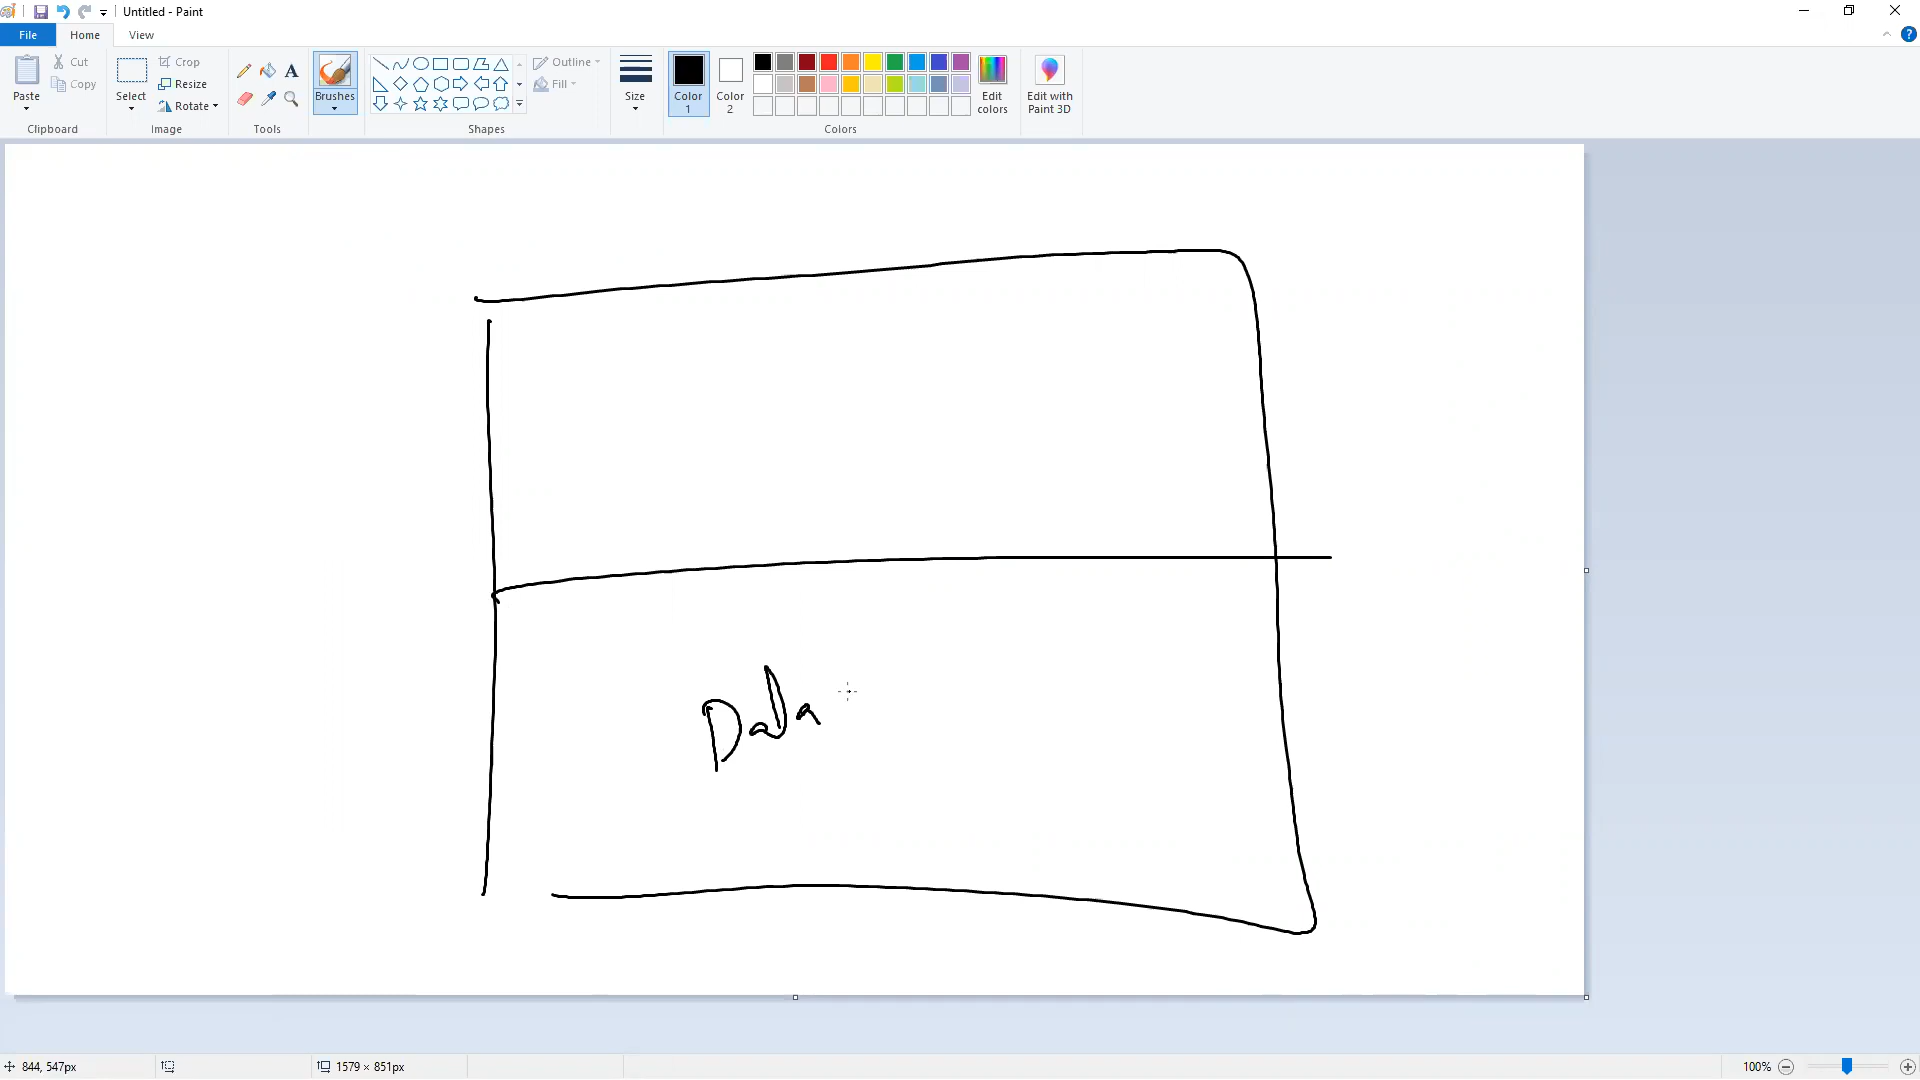 Untitled - Paint
File Home View
Paste
Cut
Copy
Clipboard
Select
Crop
Resize
Rotate
Image
Tools
Brushes
Shapes
Outline
Fill
Size
Color 1
Color 2
Colors
Edit colors
Edit with Paint 3D
Data
844, 547px
1579 × 851px
100%